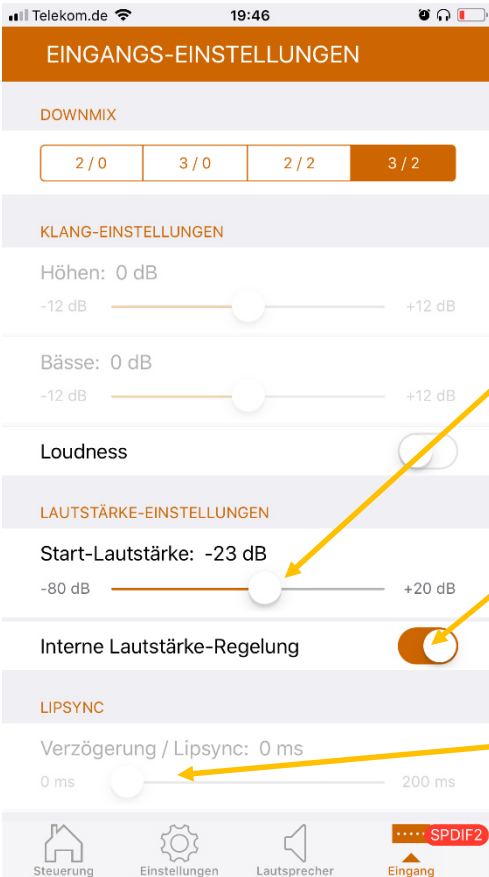 Telekom.de 19:46
EINGANGS-EINSTELLUNGEN
DOWNMIX
2 / 0 3 / 0 2 / 2 3 / 2
KLANG-EINSTELLUNGEN
Höhen: 0 dB
-12 dB +12 dB
Bässe: 0 dB
-12 dB +12 dB
Loudness
LAUTSTÄRKE-EINSTELLUNGEN
Start-Lautstärke: -23 dB
-80 dB +20 dB
Interne Lautstärke-Regelung
LIPSYNC
Verzögerung / Lipsync: 0 ms
0 ms 200 ms
SPDIF2
Steuerung Einstellungen Lautsprecher Eingang